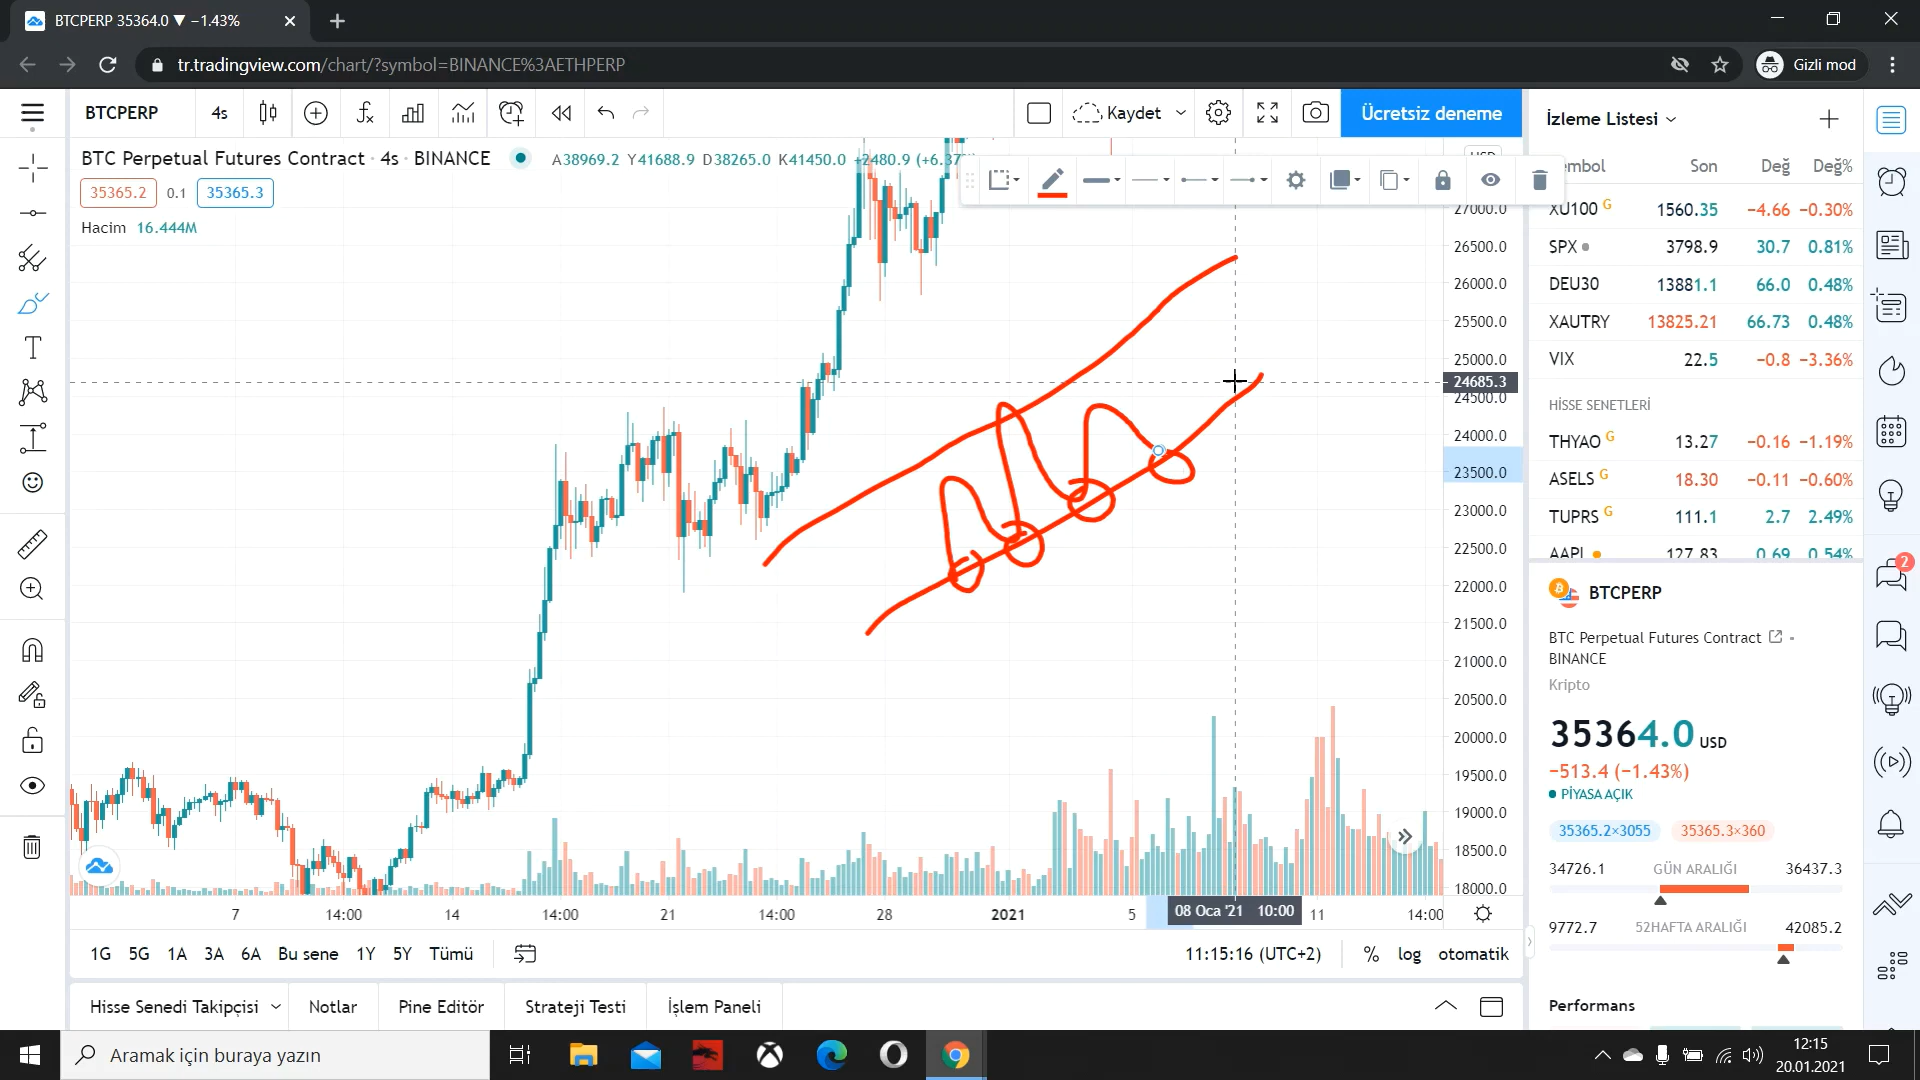 BTCPERP 35364.0 ▼ −1.43%
tr.tradingview.com/chart/?symbol=BINANCE%3AETHPERP
Gizli mod
BTCPERP
4s
Kaydet
Ücretsiz deneme
İzleme Listesi
BTC Perpetual Futures Contract · 4s · BINANCE
A38969.2 Y41688.9 D38265.0 K41450.0 +2480.9
35365.2 0.1 35365.3
Hacim 16.444M
Son Değ Değ%
XU100 G 1560.35 −4.66 −0.30%
SPX 3798.9 30.7 0.81%
DEU30 13881.1 66.0 0.48%
XAUTRY 13825.21 66.73 0.48%
VIX 22.5 −0.8 −3.36%
HİSSE SENETLERİ
THYAO G 13.27 −0.16 −1.19%
ASELS G 18.30 −0.11 −0.60%
TUPRS G 111.1 2.7 2.49%
AAPL 127.83 0.69 0.54%
2
27000.0
26500.0
26000.0
25500.0
25000.0
24685.3
24500.0
24000.0
23500.0
23000.0
22500.0
22000.0
21500.0
21000.0
20500.0
20000.0
19500.0
19000.0
18500.0
18000.0
BTCPERP
BTC Perpetual Futures Contract
BINANCE
Kripto
35364.0 USD
−513.4 (−1.43%)
PİYASA AÇIK
35365.2×3055 35365.3×360
34726.1 GÜN ARALIĞI 36437.3
9772.7 52HAFTA ARALIĞI 42085.2
Performans
7 14:00 14 14:00 21 14:00 28 2021 5 08 Oca '21 10:00 11 14:00
1G 5G 1A 3A 6A Bu sene 1Y 5Y Tümü
11:15:16 (UTC+2) % log otomatik
Hisse Senedi Takipçisi Notlar Pine Editör Strateji Testi İşlem Paneli
Aramak için buraya yazın
12:15
20.01.2021